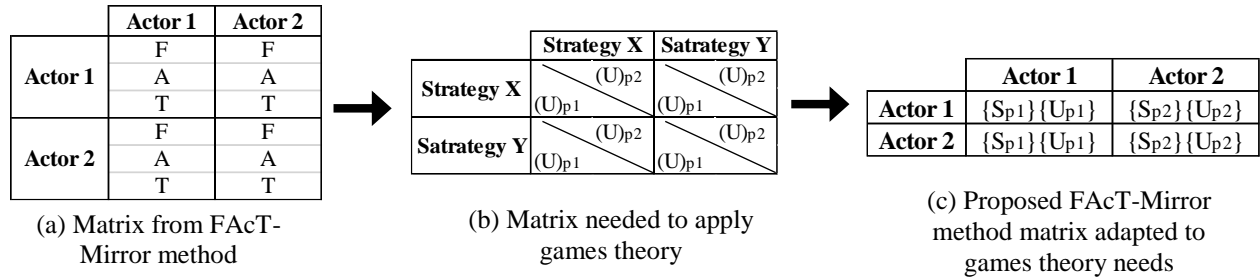 Actor 1 Actor 2
Actor 1
F F
A A
T T
Actor 2
F F
A A
T T
(a) Matrix from FAcT-
Mirror method
Strategy X Satrategy Y
Strategy X
(U)p2 (U)p2
(U)p1 (U)p1
Satrategy Y
(U)p2 (U)p2
(U)p1 (U)p1
(b) Matrix needed to apply
games theory
Actor 1 Actor 2
Actor 1 {Sp1}{Up1} {Sp2}{Up2}
Actor 2 {Sp1}{Up1} {Sp2}{Up2}
(c) Proposed FAcT-Mirror
method matrix adapted to
games theory needs